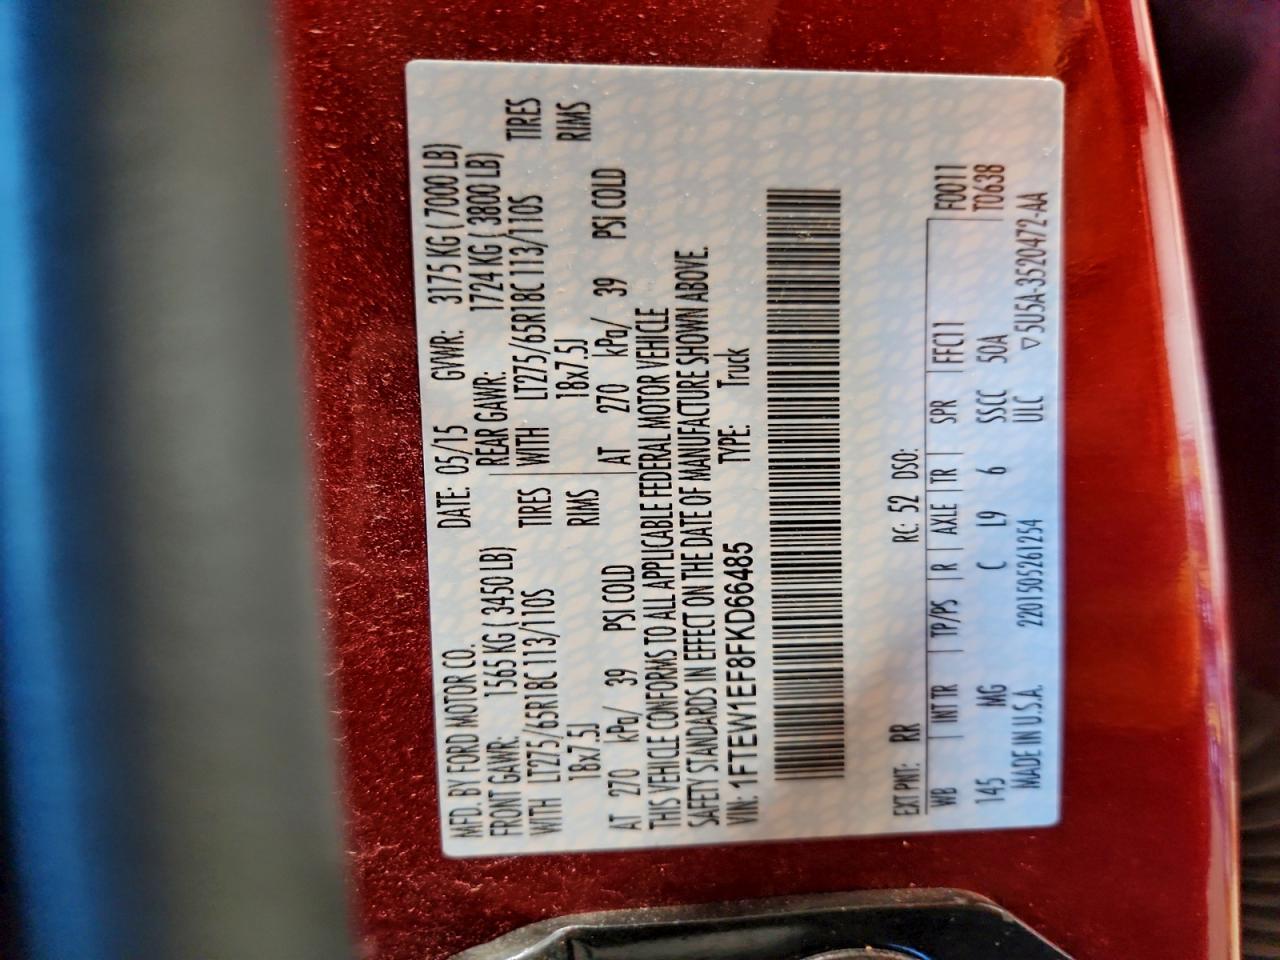 MFD. BY FORD MOTOR CO. DATE: 05/15 GVWR: 3175 KG ( 7000 LB)
FRONT GAWR: 1565 KG ( 3450 LB) REAR GAWR: 1724 KG ( 3800 LB)
WITH LT275/65R18C 113/110S TIRES WITH LT275/65R18C 113/110S TIRES
18x7.5J RIMS 18x7.5J RIMS
AT 270 kPa/ 39 PSI COLD AT 270 kPa/ 39 PSI COLD
THIS VEHICLE CONFORMS TO ALL APPLICABLE FEDERAL MOTOR VEHICLE
SAFETY STANDARDS IN EFFECT ON THE DATE OF MANUFACTURE SHOWN ABOVE.
VIN: 1FTEW1EF8FKD66485 TYPE: Truck
EXT PNT: RR RC: 52 DSO:
WB INT TR TP/PS R AXLE TR SPR FFC11 F0011
145 MG C L9 6 SSCC 50A T0638
MADE IN U.S.A. 2201505261254 ULC ▽5U5A-3520472-AA